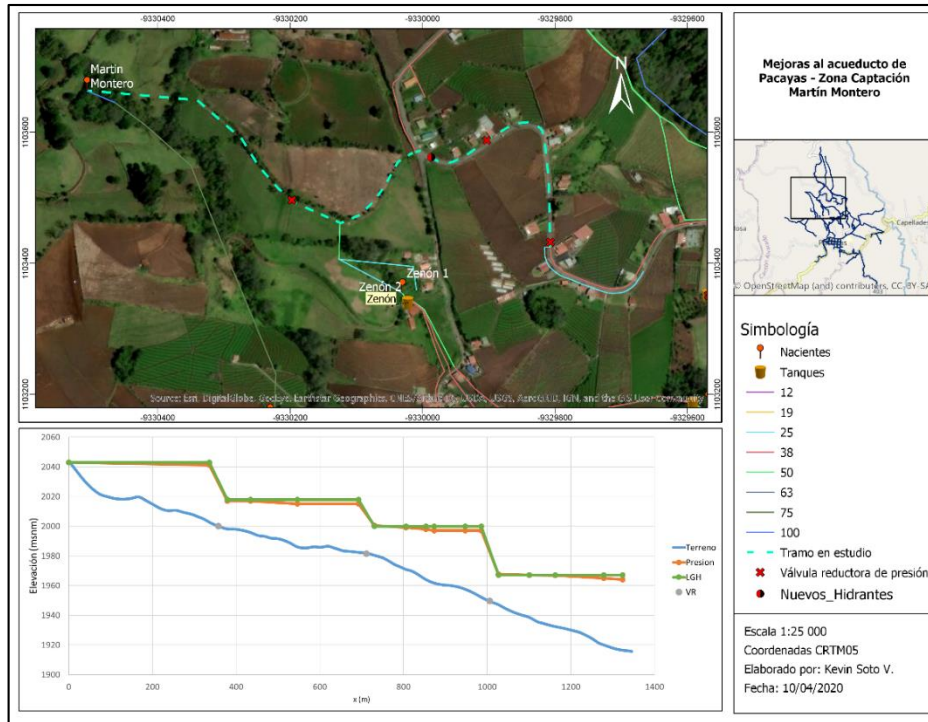 -9330400
-9330200
-9330000
-9329800
-9329600
1103600
1103400
1103200
Martin
Montero
N
Zenón 1
Zenón 2
Zenón
-9330400
-9330200
-9330000
-9329800
-9329600
Mejoras al acueducto de
Pacayas - Zona Captación
Martín Montero
Capellades
© OpenStreetMap (and) contributors, CC-BY-SA
Simbología
Nacientes
Tanques
12
19
25
38
50
63
75
100
Tramo en estudio
Válvula reductora de presión
Nuevos_Hidrantes
Escala 1:25 000
Coordenadas CRTM05
Elaborado por: Kevin Soto V.
Fecha: 10/04/2020
2060
2040
2020
2000
1980
1960
1940
1920
1900
Elevación (msnm)
0
200
400
600
800
1000
1200
1400
x (m)
Terreno
Presion
LGH
VR